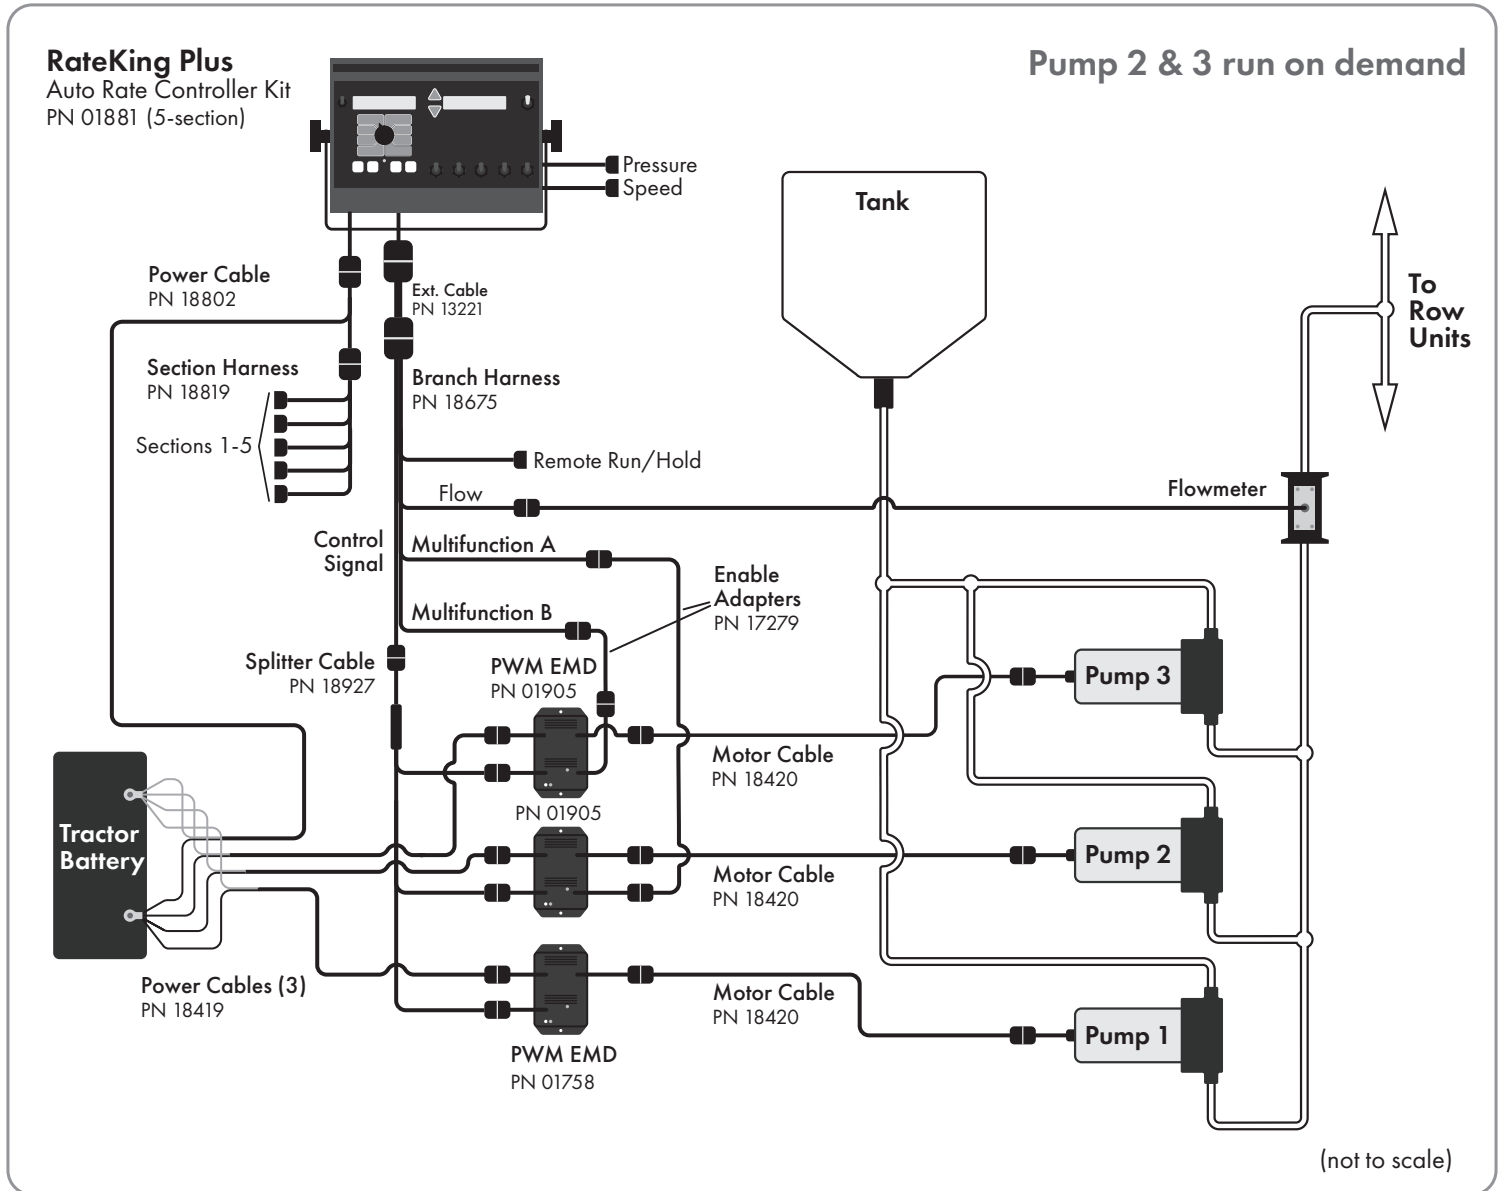 RateKing Plus
Auto Rate Controller Kit
PN 01881 (5-section)
Pump 2 & 3 run on demand
Pressure
Speed
Tank
Power Cable
PN 18802
Ext. Cable
PN 13221
To
Row
Units
Section Harness
PN 18819
Branch Harness
PN 18675
Sections 1-5
Remote Run/Hold
Flow
Flowmeter
Control
Signal
Multifunction A
Enable
Adapters
PN 17279
Multifunction B
Splitter Cable
PN 18927
PWM EMD
PN 01905
Pump 3
Motor Cable
PN 18420
PN 01905
Tractor
Battery
Pump 2
Motor Cable
PN 18420
Power Cables (3)
PN 18419
Motor Cable
PN 18420
Pump 1
PWM EMD
PN 01758
(not to scale)